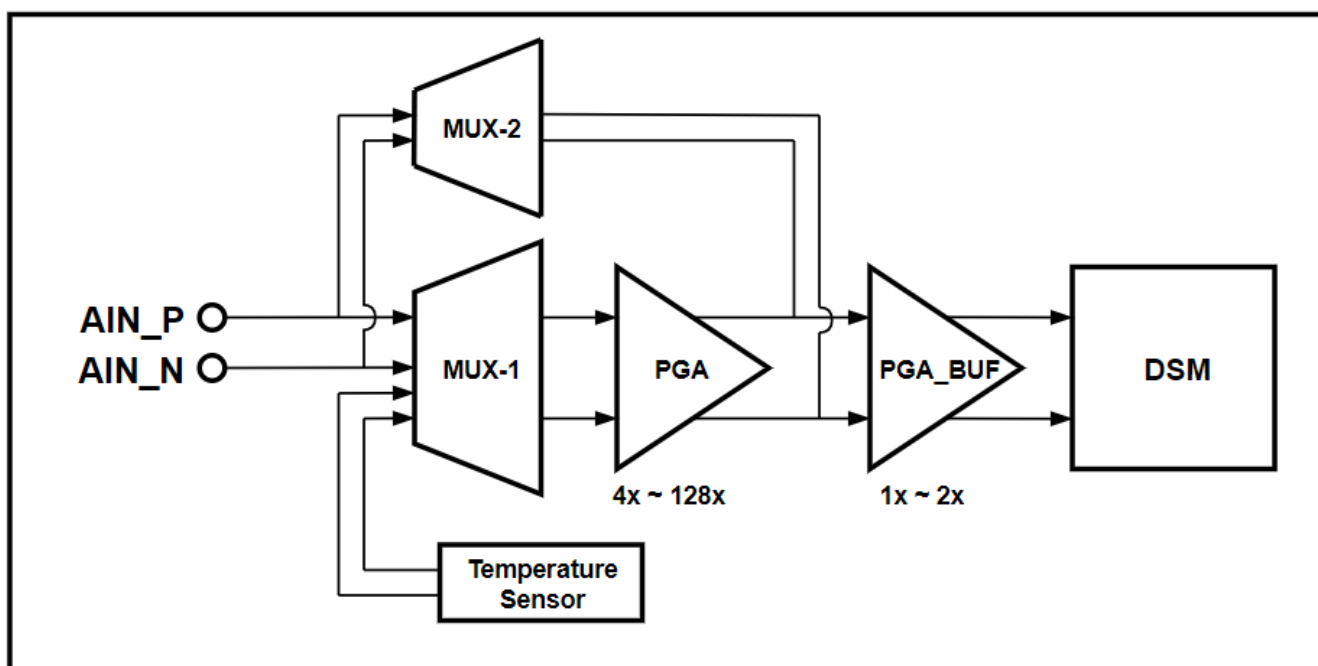 MUX-2
AIN_P
AIN_N
MUX-1
PGA
PGA_BUF
DSM
4x ~ 128x
1x ~ 2x
Temperature
Sensor